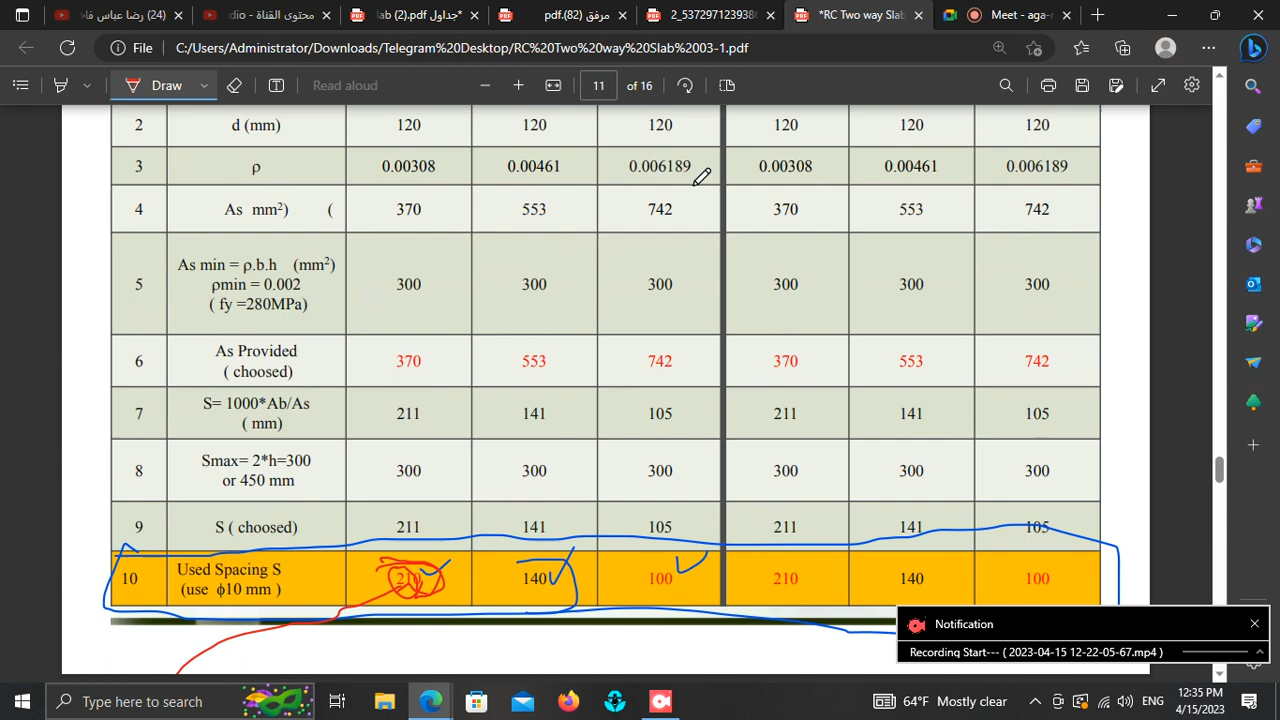 (24) رضا عباس فاخ
محتوى القناة - udio
*جداول lab (2).pdf
مرفق (82).pdf
2_5372971239380
*RC Two way Slab
Meet - aga-
File
C:/Users/Administrator/Downloads/Telegram%20Desktop/RC%20Two%20way%20Slab%2003-1.pdf
Draw
Read aloud
11 of 16
2 d (mm) 120 120 120 120 120 120
3 ρ 0.00308 0.00461 0.006189 0.00308 0.00461 0.006189
4 As mm²) ( 370 553 742 370 553 742
As min = ρ.b.h (mm²)
5 ρmin = 0.002 300 300 300 300 300 300
( fy =280MPa)
As Provided
6 370 553 742 370 553 742
( choosed)
S= 1000*Ab/As
7 211 141 105 211 141 105
( mm)
Smax= 2*h=300
8 300 300 300 300 300 300
or 450 mm
9 S ( choosed) 211 141 105 211 141 105
Used Spacing S
10 210 140 100 210 140 100
(use ϕ10 mm )
Notification
Recording Start--- ( 2023-04-15 12-22-05-67.mp4 )
Type here to search
64°F Mostly clear
ENG
12:35 PM
4/15/2023